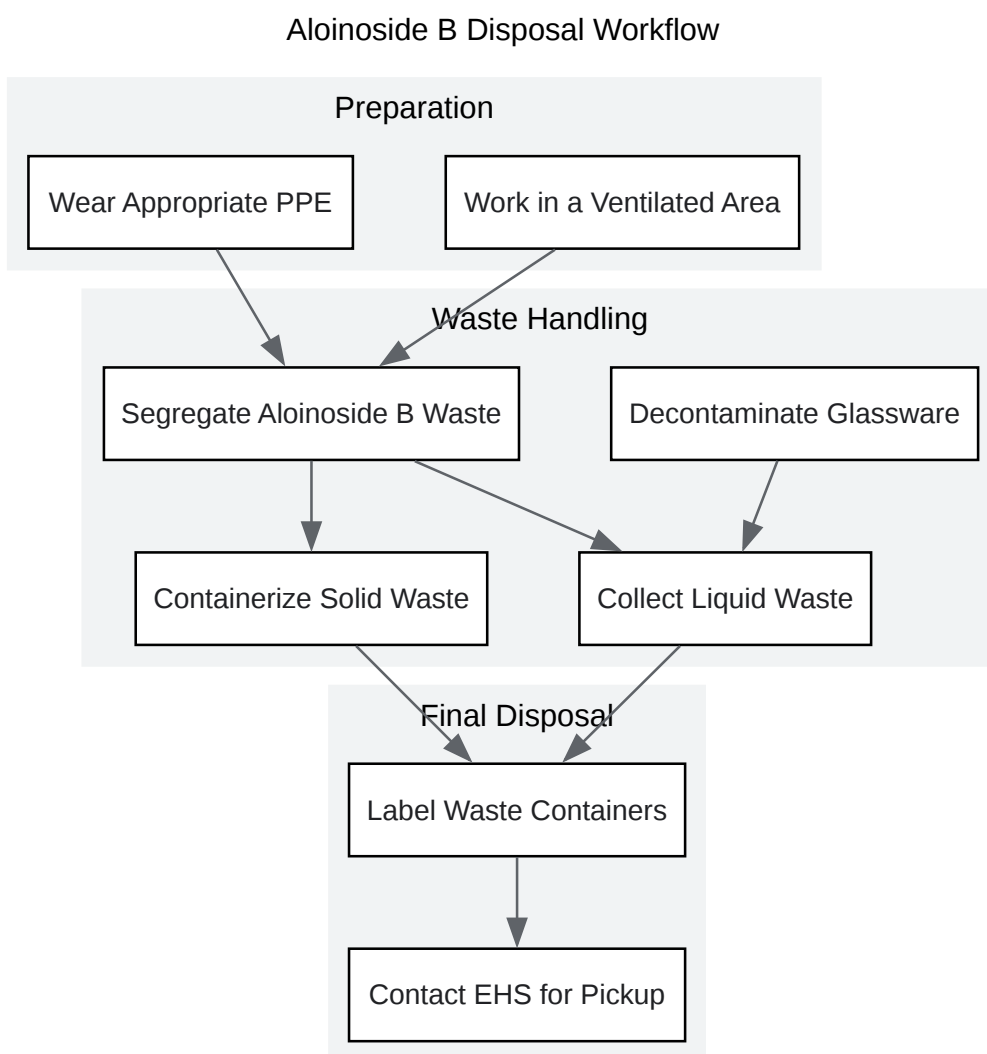 Aloinoside B Disposal Workflow
Preparation
Wear Appropriate PPE
Work in a Ventilated Area
Waste Handling
Segregate Aloinoside B Waste
Decontaminate Glassware
Containerize Solid Waste
Collect Liquid Waste
Final Disposal
Label Waste Containers
Contact EHS for Pickup